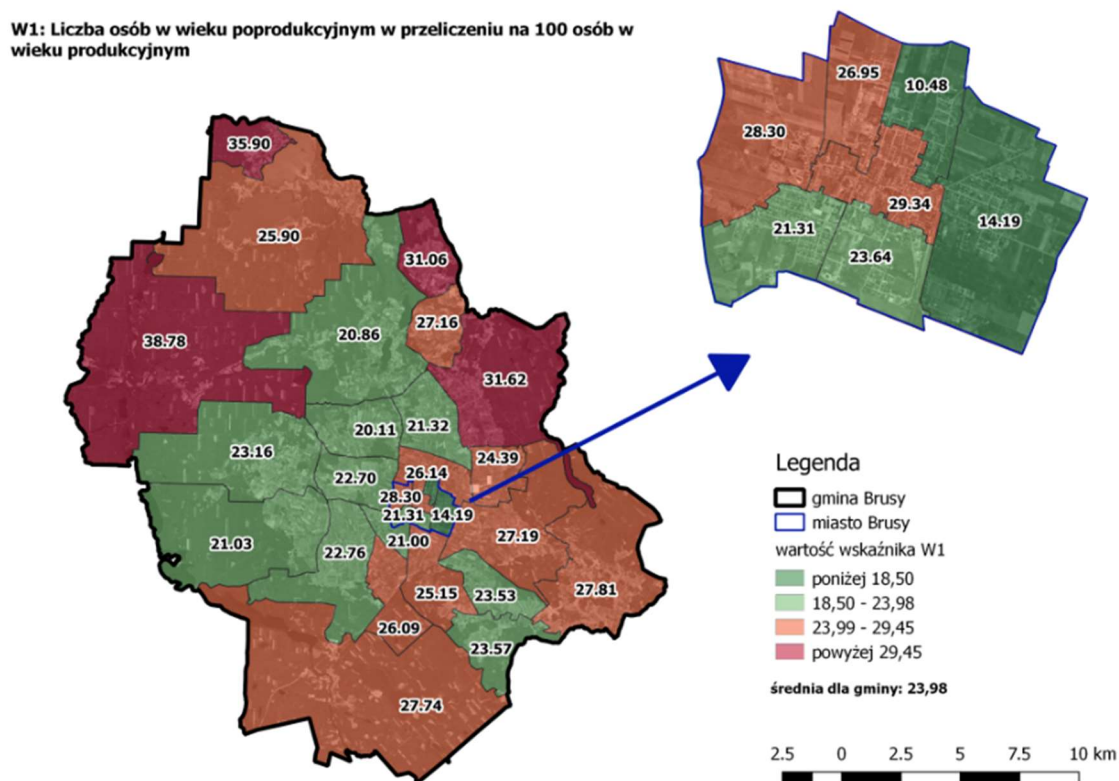 W1: Liczba osób w wieku poprodukcyjnym w przeliczeniu na 100 osób w
wieku produkcyjnym
26.95
10.48
28.30
29.34
14.19
21.31
23.64
35.90
25.90
31.06
27.16
20.86
38.78
31.62
20.11
21.32
23.16
24.39
26.14
22.70
28.30
21.31
14.19
21.03
22.76
21.00
27.19
25.15
23.53
27.81
26.09
23.57
27.74
Legenda
gmina Brusy
miasto Brusy
wartość wskaźnika W1
poniżej 18,50
18,50 - 23,98
23,99 - 29,45
powyżej 29,45
średnia dla gminy: 23,98
2.5 0 2.5 5 7.5 10 km